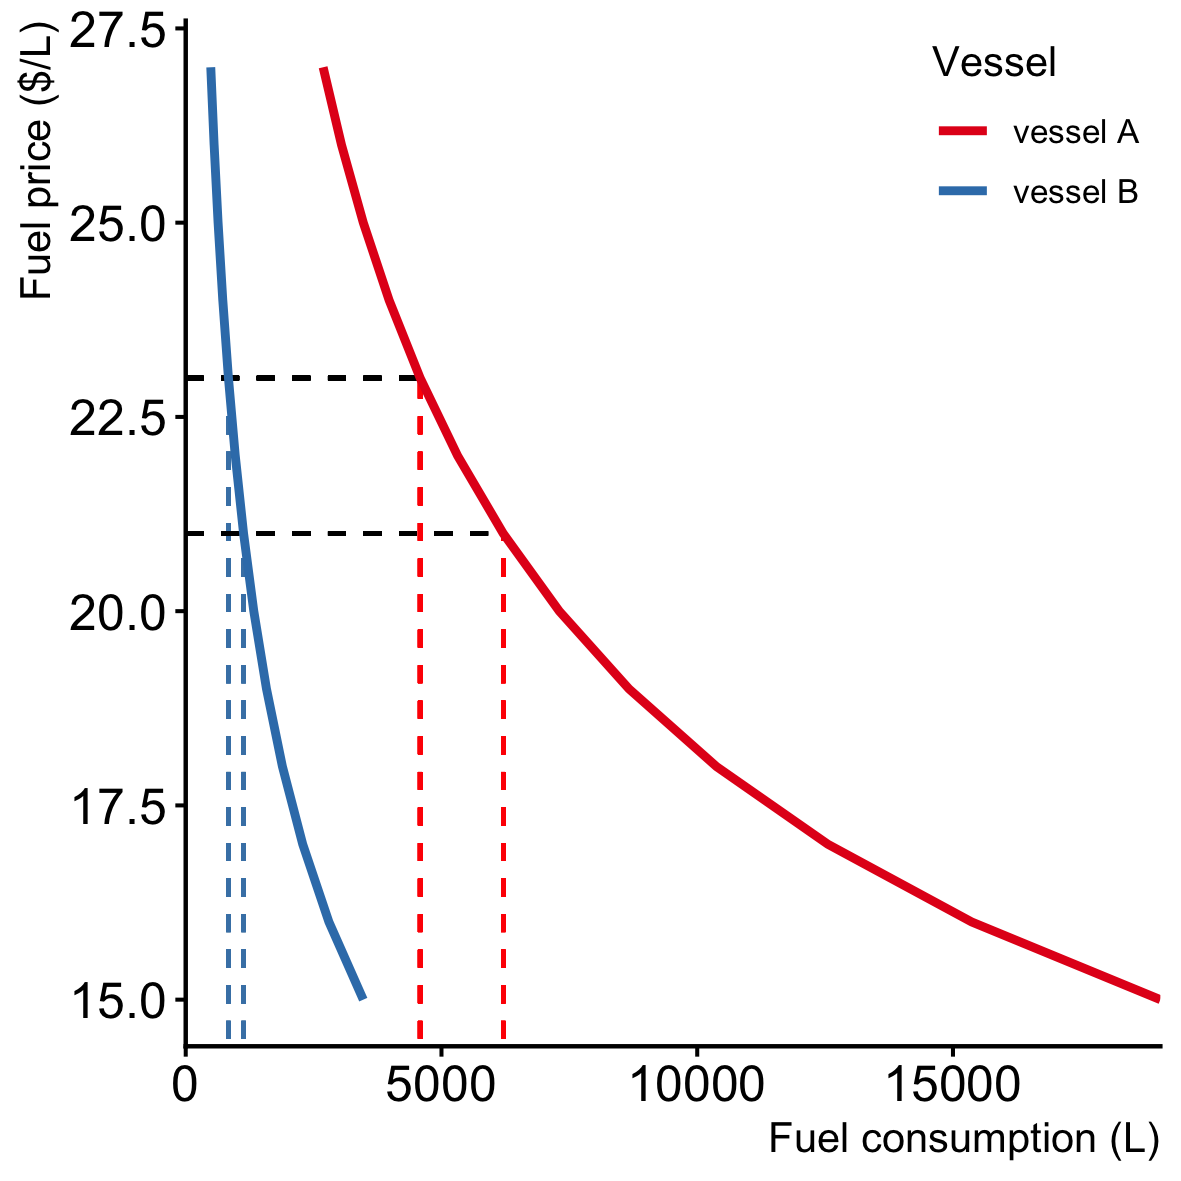 Fuel price ($/L)
27.5
25.0
22.5
20.0
17.5
15.0
Vessel
vessel A
vessel B
0 5000 10000 15000
Fuel consumption (L)